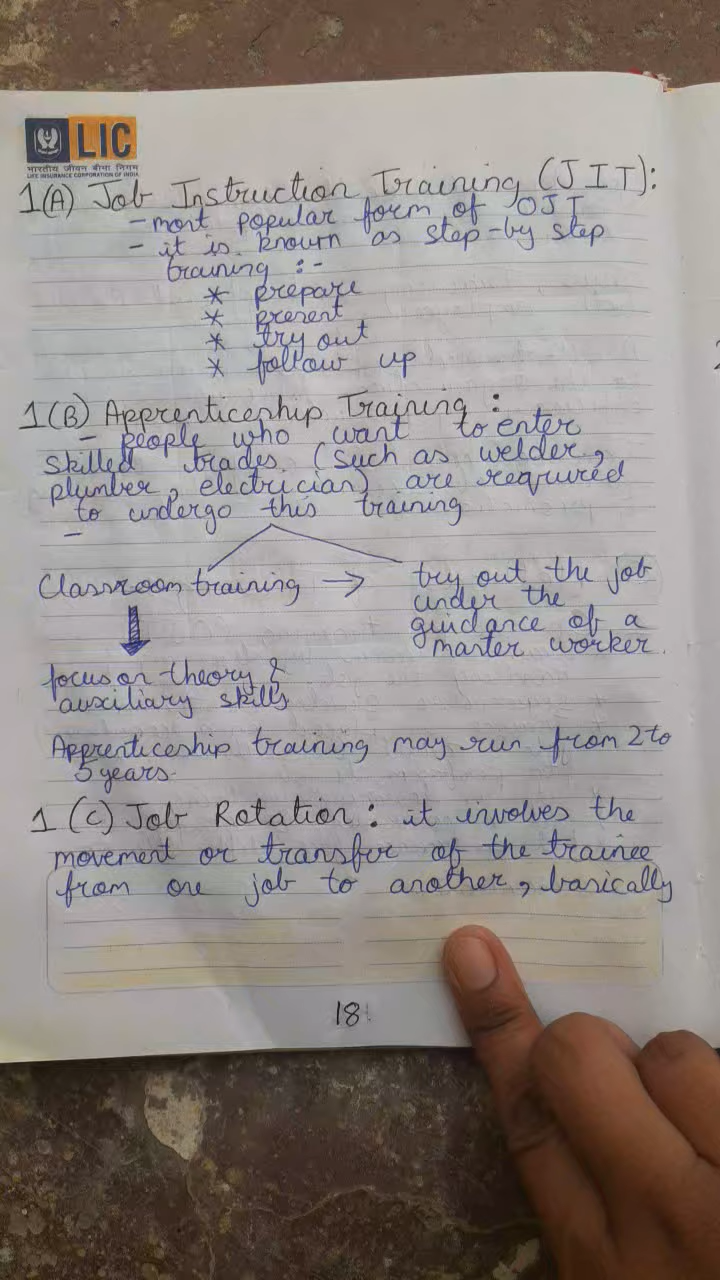 LIC
भारतीय जीवन बीमा निगम
LIFE INSURANCE CORPORATION OF INDIA
1(A) Job Instruction Training (JIT):
- most popular form of OJT
- it is known as step-by step
training :-
* prepare
* present
* try out
* follow up
1(B) Apprenticeship Training :
- people who want to enter
skilled trades (such as welder,
plumber, electrician) are required
to undergo this training
-
Classroom training → try out the job
under the
guidance of a
master worker.
focus on theory &
auxiliary skills
Apprenticeship training may run from 2 to
5 years.
1 (C) Job Rotation : it involves the
movement or transfer of the trainee
from one job to another, basically
18